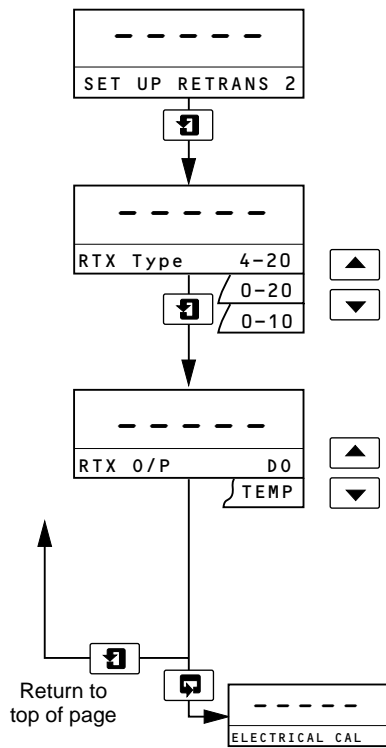 – – – – –
SET UP RETRANS 2
– – – – –
RTX Type 4-20
0-20
0-10
– – – – –
RTX O/P DO
TEMP
Return to
top of page
– – – – –
ELECTRICAL CAL